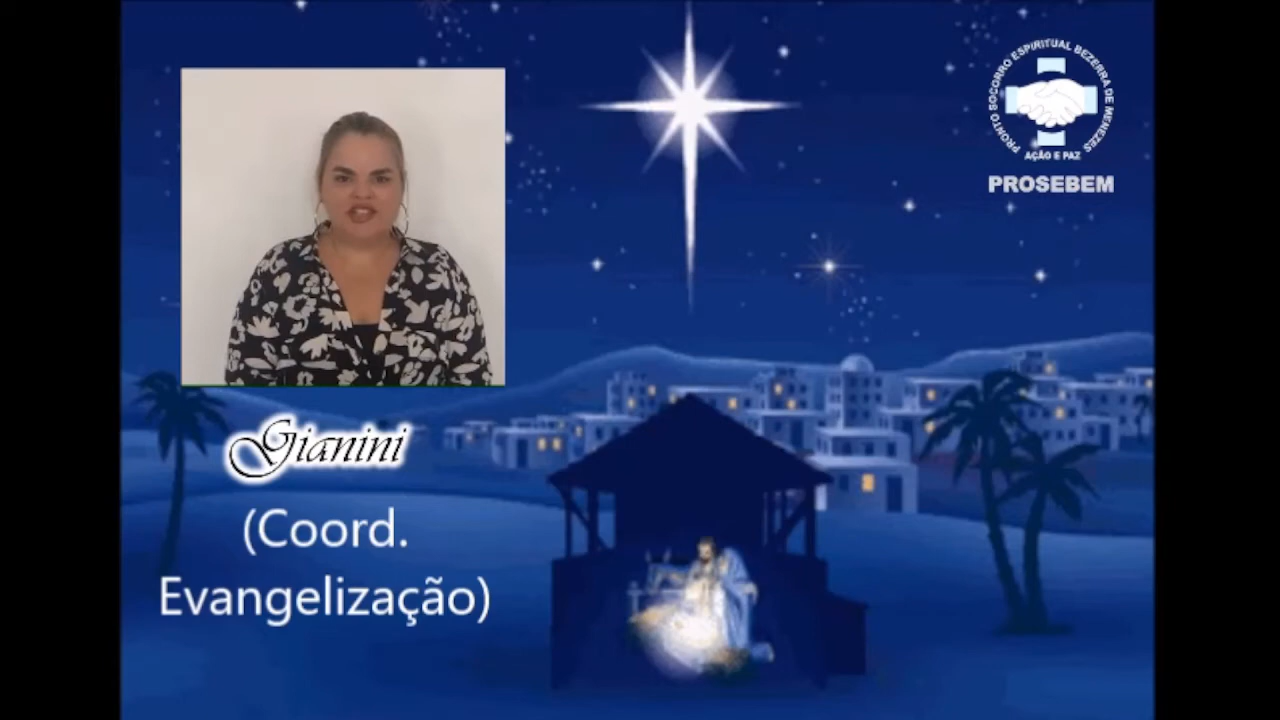 PRONTO SOCORRO ESPIRITUAL BEZERRA DE MENEZES
AÇÃO E PAZ
PROSEBEM
Gianini
(Coord.
Evangelização)